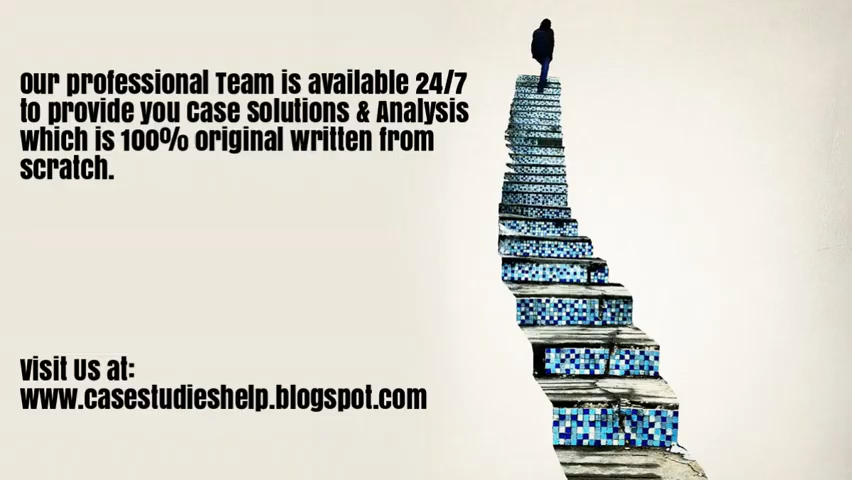 Our professional Team is available 24/7
to provide you Case Solutions & Analysis
which is 100% original written from
scratch.
Visit Us at:
www.casestudieshelp.blogspot.com